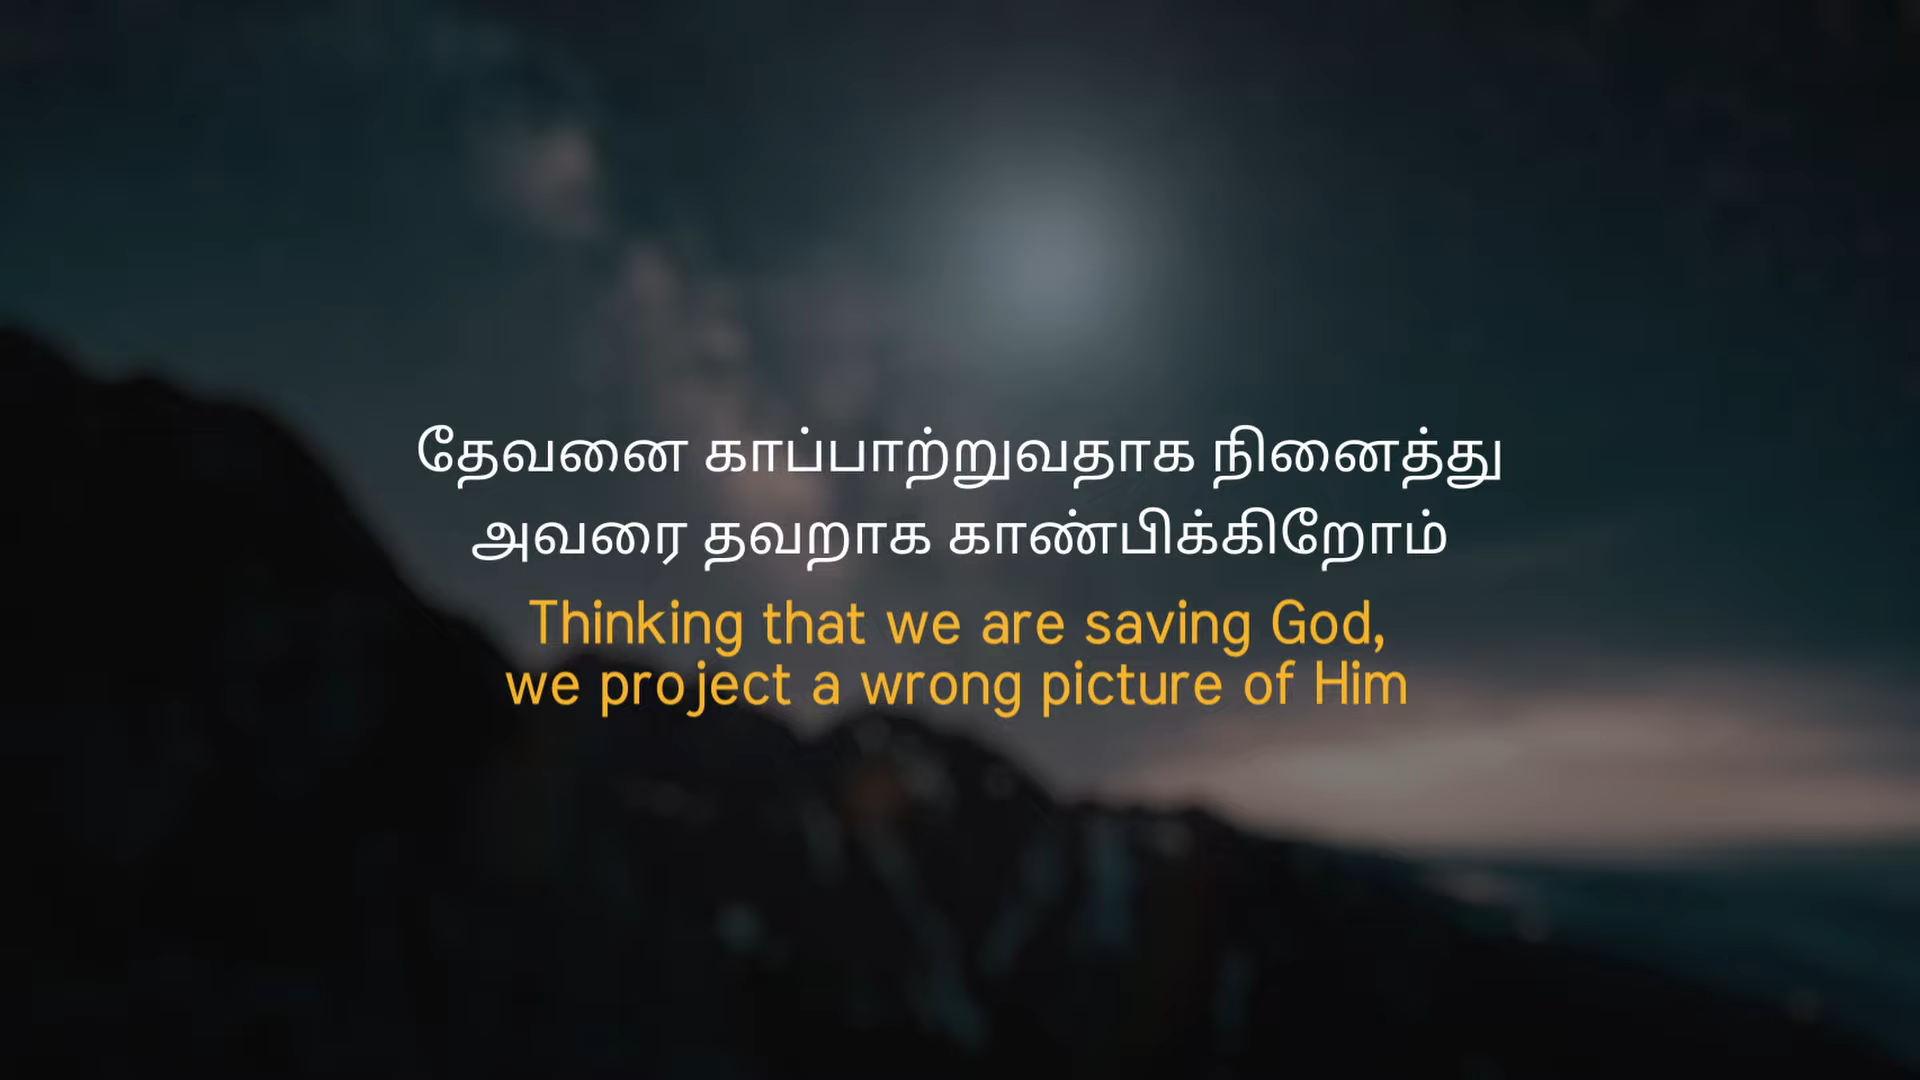 தேவனை காப்பாற்றுவதாக நினைத்து
அவரை தவறாக காண்பிக்கிறோம்
Thinking that we are saving God,
we project a wrong picture of Him